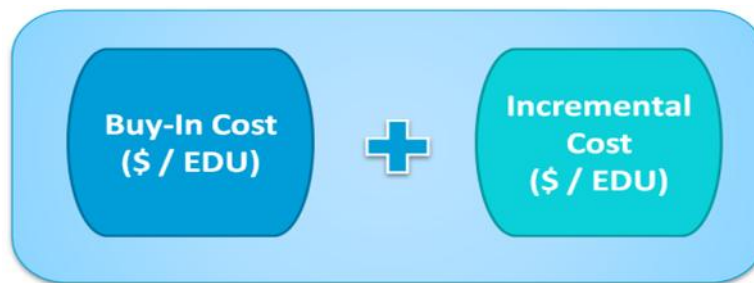 Buy-In Cost
($ / EDU)
Incremental
Cost
($ / EDU)